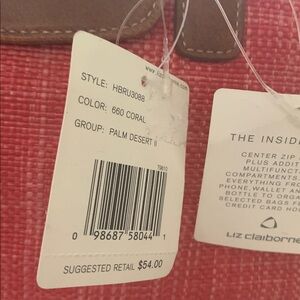 STYLE: HBRU3088
COLOR: 660 CORAL
GROUP: PALM DESERT II
0 98687 58044 1
SUGGESTED RETAIL $54.00
THE INSID
CENTER ZIP
PLUS ADDIT
MULTIFUNCT
COMPARTMENTS
EVERYTHING FR
PHONE, WALLET AN
BOTTLE TO ORGA
SELECTED BAGS F
CREDIT CARD HO
LIZ claiborne